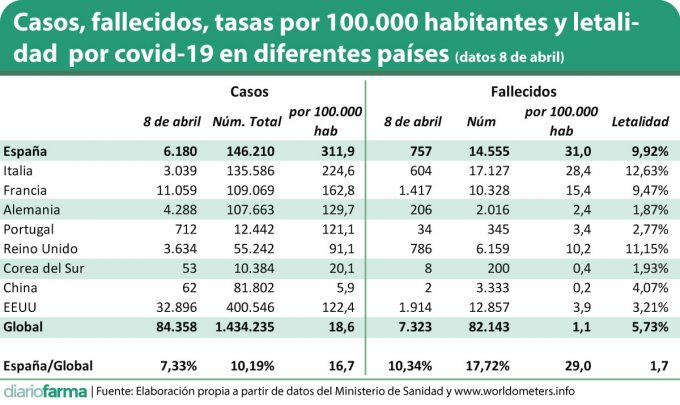 Casos, fallecidos, tasas por 100.000 habitantes y letali-
dad por covid-19 en diferentes países (datos 8 de abril)
Casos Fallecidos
8 de abril Núm. Total por 100.000 hab 8 de abril Núm por 100.000 hab Letalidad
España 6.180 146.210 311,9 757 14.555 31,0 9,92%
Italia 3.039 135.586 224,6 604 17.127 28,4 12,63%
Francia 11.059 109.069 162,8 1.417 10.328 15,4 9,47%
Alemania 4.288 107.663 129,7 206 2.016 2,4 1,87%
Portugal 712 12.442 121,1 34 345 3,4 2,77%
Reino Unido 3.634 55.242 91,1 786 6.159 10,2 11,15%
Corea del Sur 53 10.384 20,1 8 200 0,4 1,93%
China 62 81.802 5,9 2 3.333 0,2 4,07%
EEUU 32.896 400.546 122,4 1.914 12.857 3,9 3,21%
Global 84.358 1.434.235 18,6 7.323 82.143 1,1 5,73%
España/Global 7,33% 10,19% 16,7 10,34% 17,72% 29,0 1,7
diariofarma | Fuente: Elaboración propia a partir de datos del Ministerio de Sanidad y www.worldometers.info